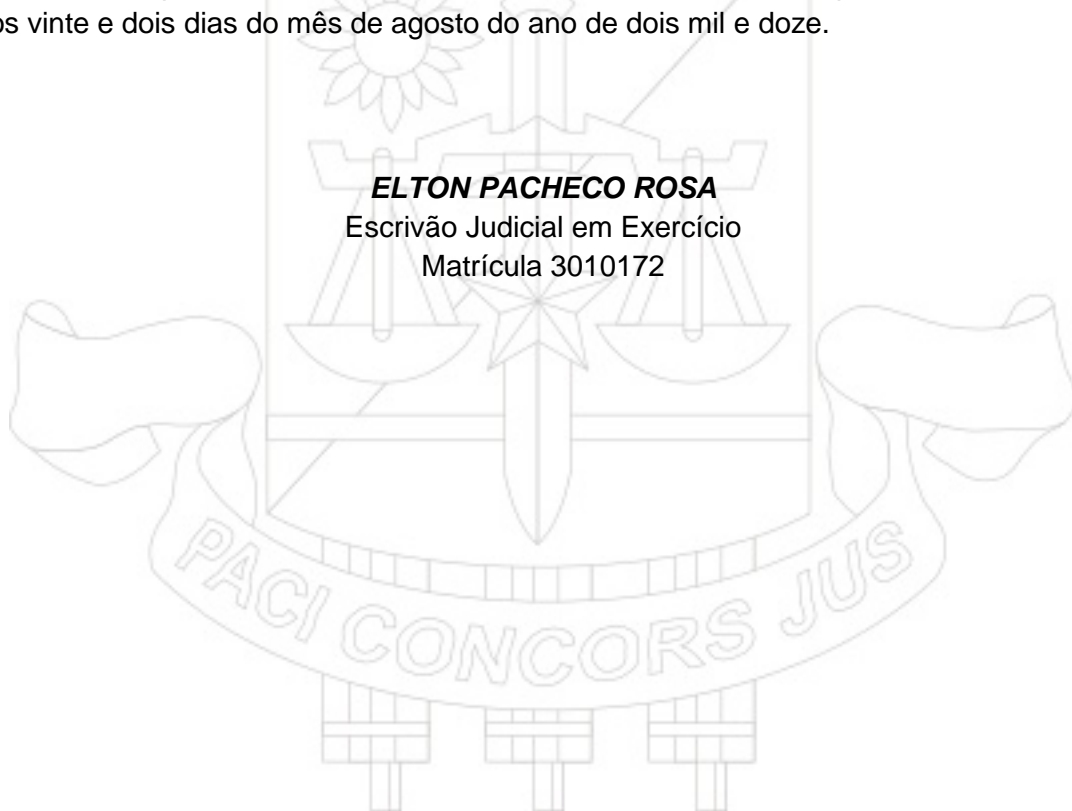 os vinte e dois dias do mês de agosto do ano de dois mil e doze.
ELTON PACHECO ROSA
Escrivão Judicial em Exercício
Matrícula 3010172
PACI CONCORS JUS